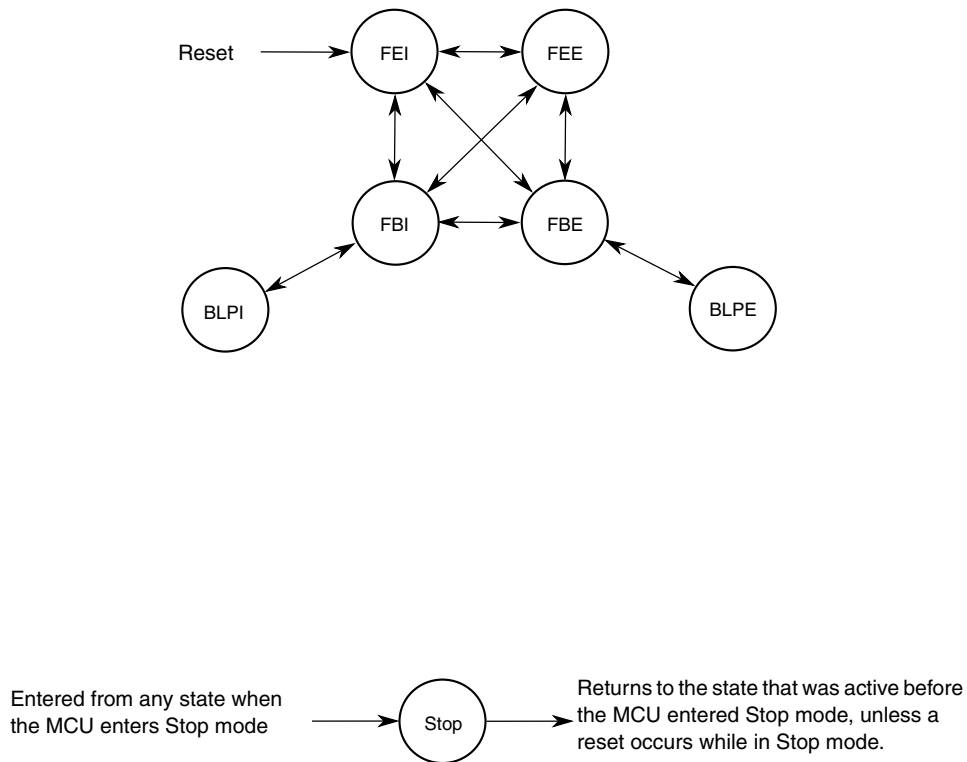 Reset
FEI
FEE
FBI
FBE
BLPI
BLPE
Entered from any state when
the MCU enters Stop mode
Stop
Returns to the state that was active before
the MCU entered Stop mode, unless a
reset occurs while in Stop mode.